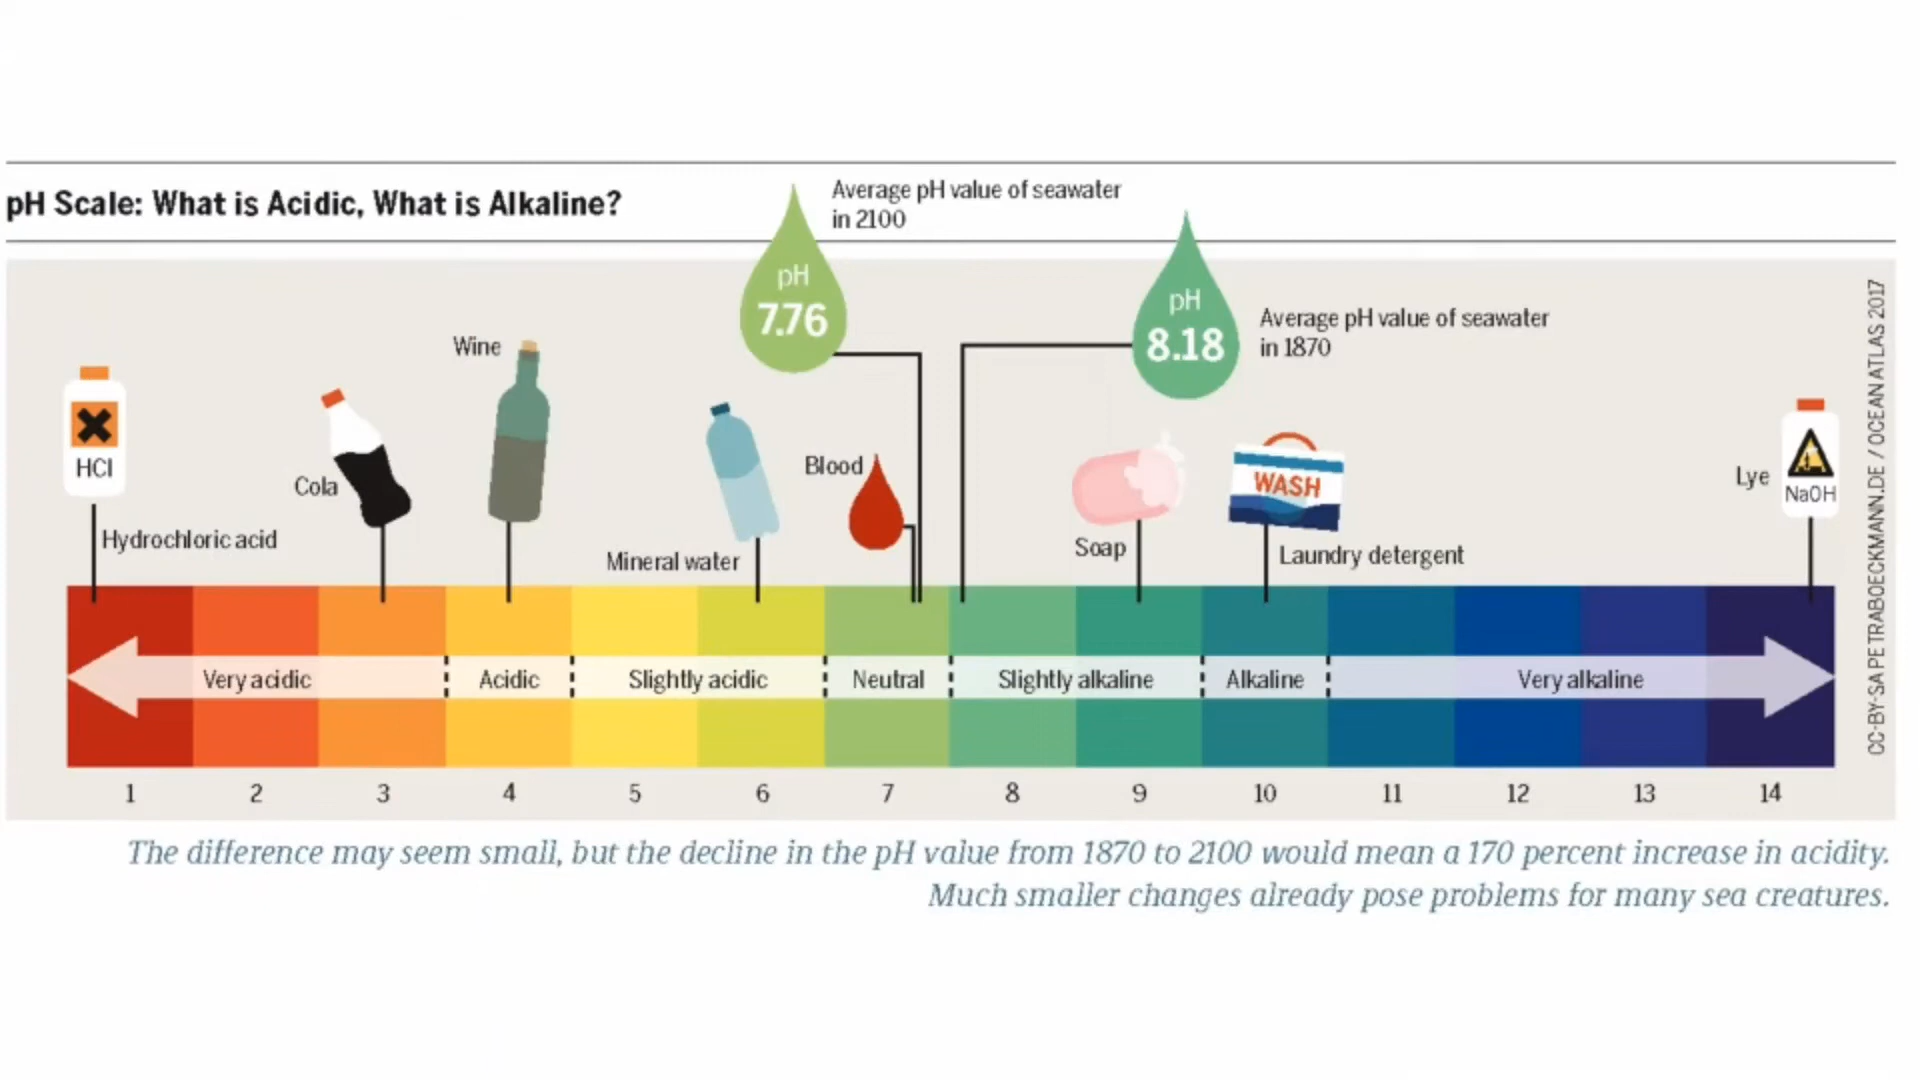 pH Scale: What is Acidic, What is Alkaline?
Average pH value of seawater
in 2100
pH
7.76
pH
8.18
Average pH value of seawater
in 1870
HCl
Hydrochloric acid
Cola
Wine
Mineral water
Blood
Soap
WASH
Laundry detergent
Lye
NaOH
Very acidic
Acidic
Slightly acidic
Neutral
Slightly alkaline
Alkaline
Very alkaline
1 2 3 4 5 6 7 8 9 10 11 12 13 14
CC-BY-SA PETRABOECKMANN.DE / OCEAN ATLAS 2017
The difference may seem small, but the decline in the pH value from 1870 to 2100 would mean a 170 percent increase in acidity.
Much smaller changes already pose problems for many sea creatures.